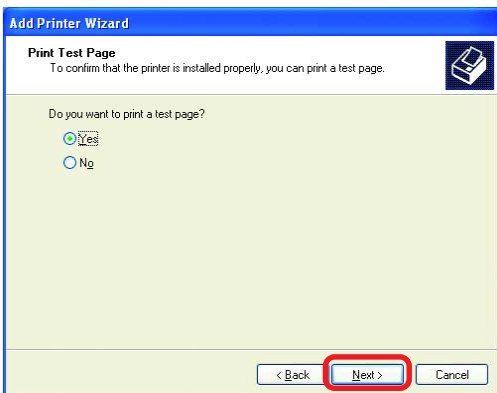 Add Printer Wizard
Print Test Page
To confirm that the printer is installed properly, you can print a test page.
Do you want to print a test page?
Yes
No
< Back
Next >
Cancel